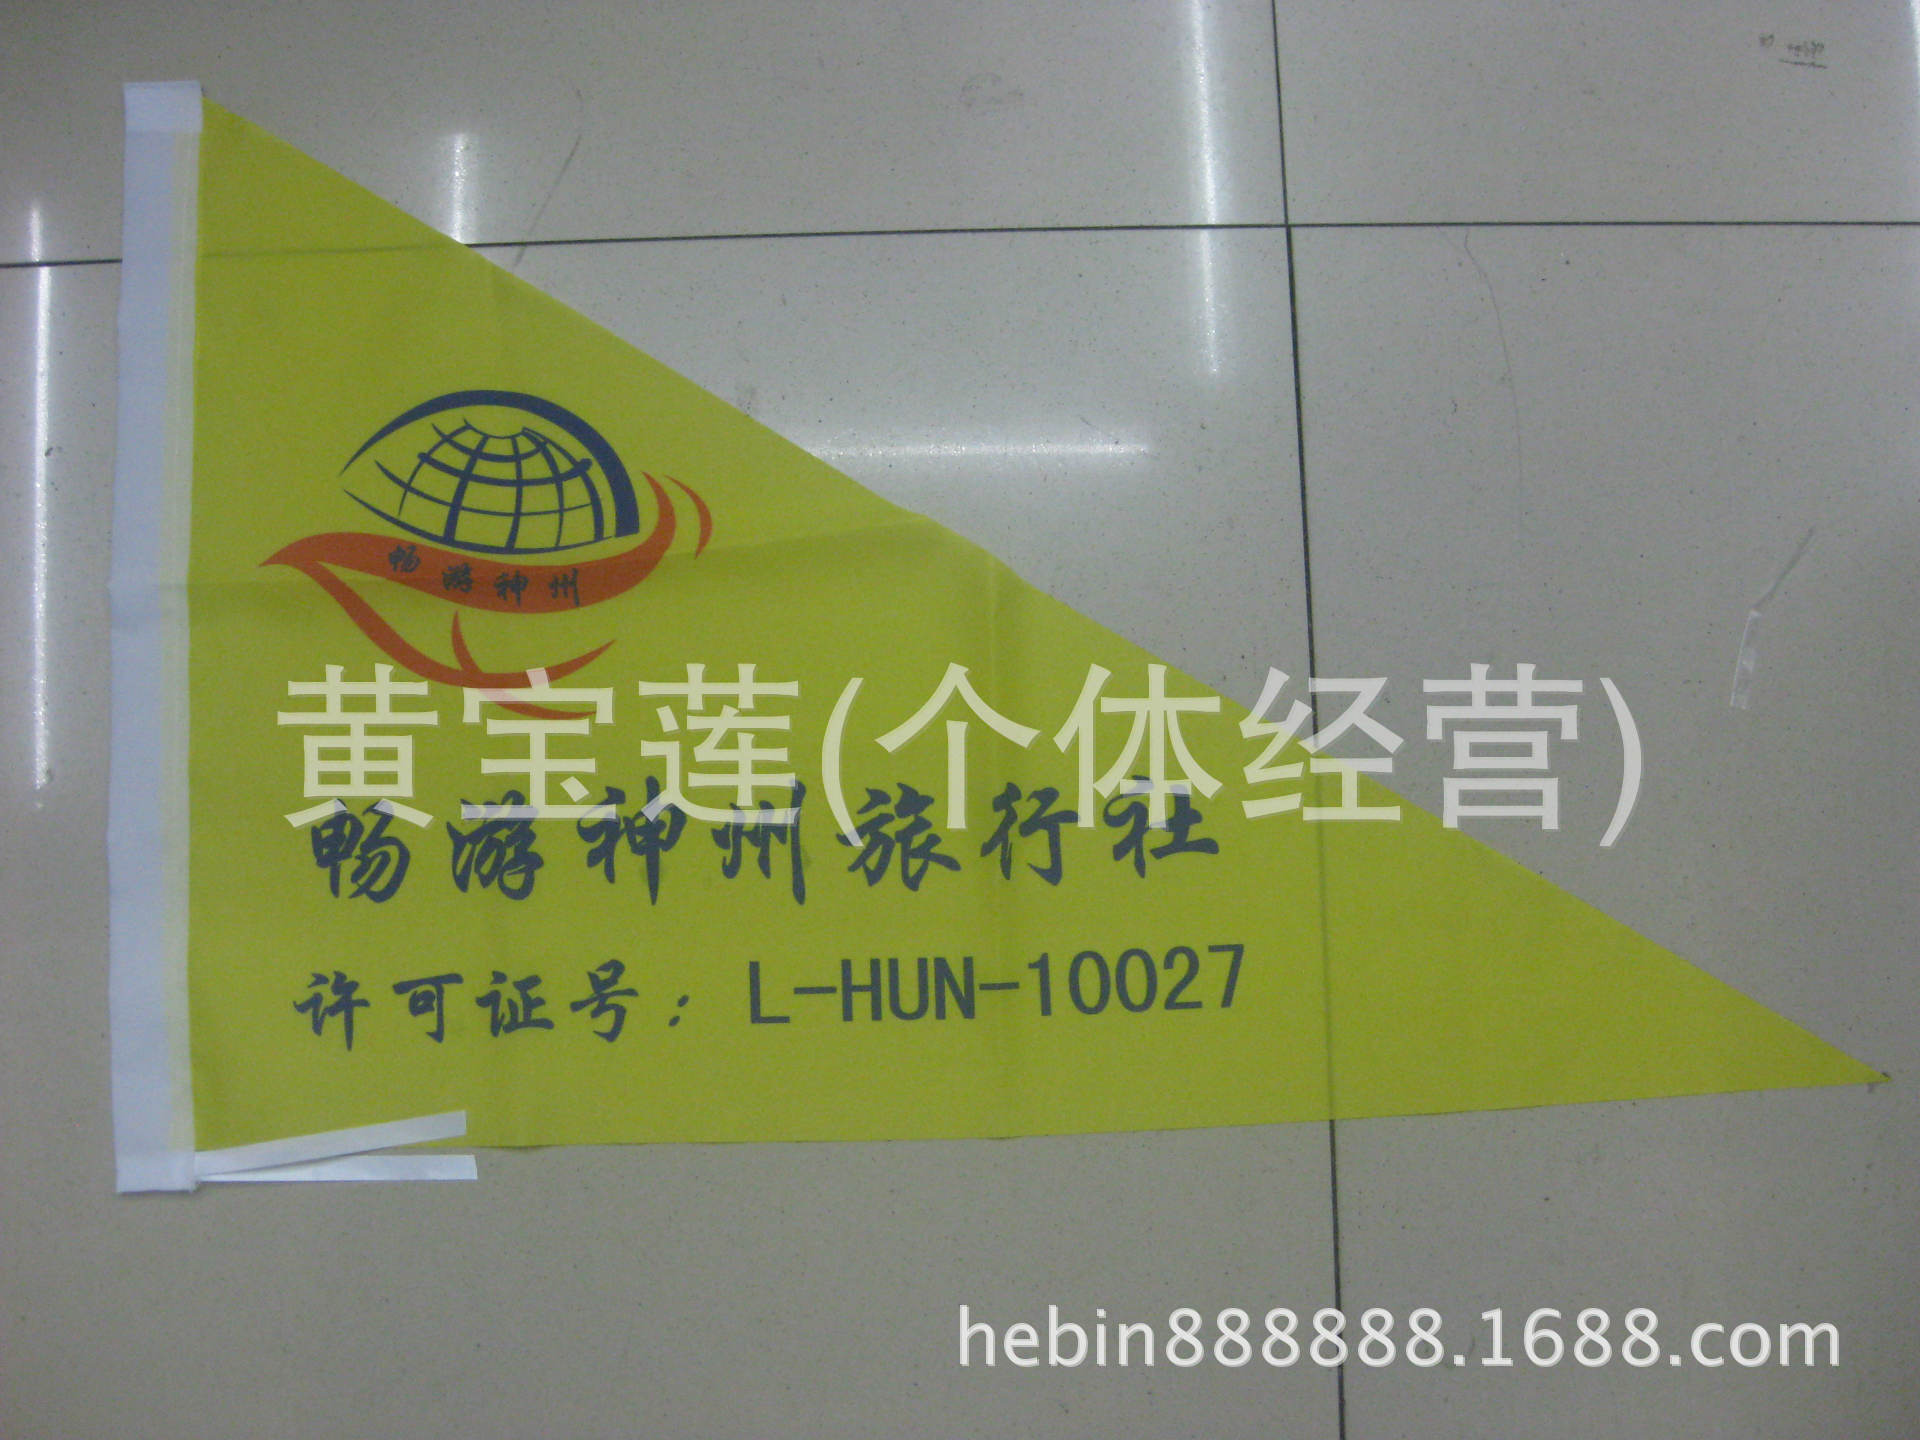 畅游神州
黄宝莲(个体经营)
畅游神州旅行社
许可证号：L-HUN-10027
hebin888888.1688.com